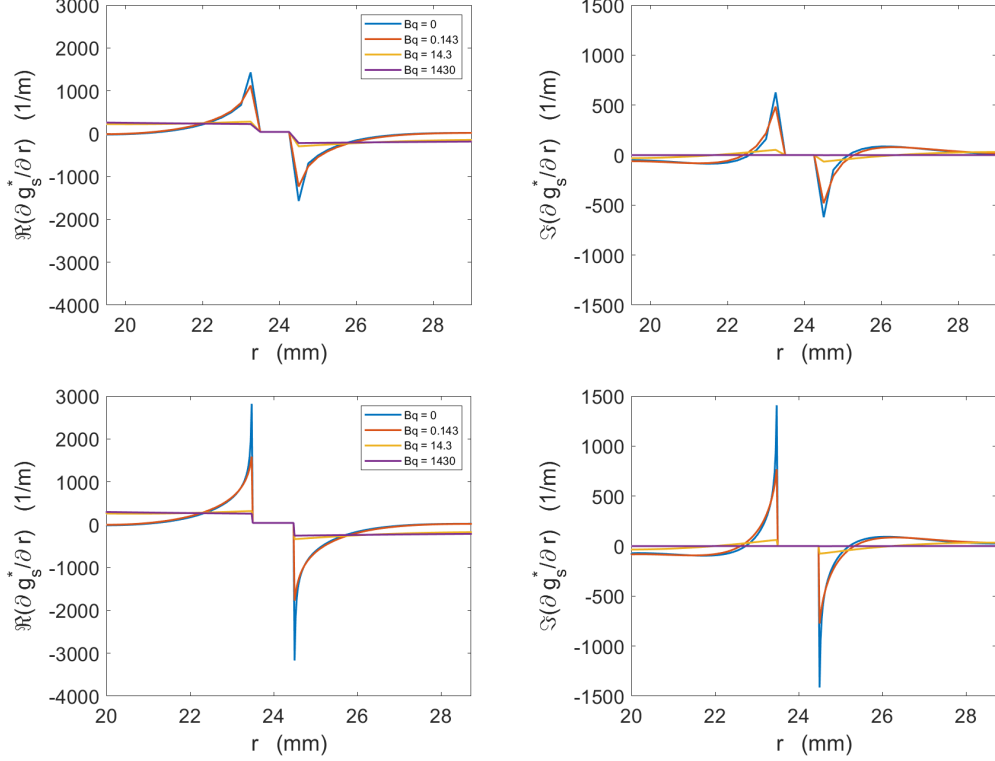 3000
2000
1000
0
-1000
-2000
-3000
-4000
ℜ(∂ g_s^*/∂ r) (1/m)
Bq = 0
Bq = 0.143
Bq = 14.3
Bq = 1430
20 22 24 26 28
r (mm)
1500
1000
500
0
-500
-1000
-1500
ℑ(∂ g_s^*/∂ r) (1/m)
20 22 24 26 28
r (mm)
3000
2000
1000
0
-1000
-2000
-3000
-4000
ℜ(∂ g_s^*/∂ r) (1/m)
Bq = 0
Bq = 0.143
Bq = 14.3
Bq = 1430
20 22 24 26 28
r (mm)
1500
1000
500
0
-500
-1000
-1500
ℑ(∂ g_s^*/∂ r) (1/m)
20 22 24 26 28
r (mm)